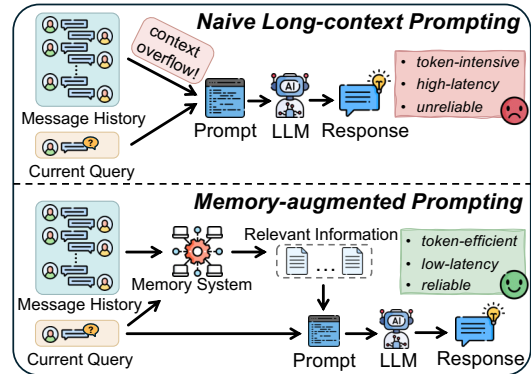 Naive Long-context Prompting
context
overflow!
• token-intensive
• high-latency
• unreliable
AI
Message History
Prompt
LLM
Response
?
Current Query
Memory-augmented Prompting
Relevant Information
• token-efficient
• low-latency
• reliable
...
Memory System
Message History
?
AI
Current Query
Prompt
LLM
Response